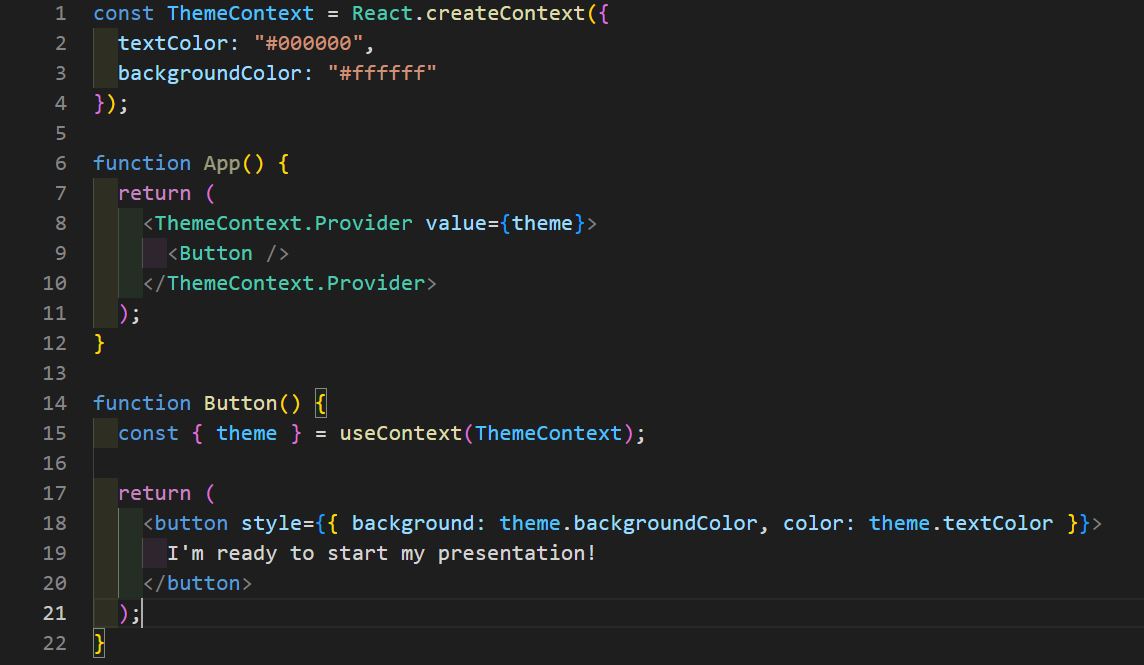 1 const ThemeContext = React.createContext({
2   textColor: "#000000",
3   backgroundColor: "#ffffff"
4 });
5
6 function App() {
7   return (
8     <ThemeContext.Provider value={theme}>
9       <Button />
10     </ThemeContext.Provider>
11   );
12 }
13
14 function Button() {
15   const { theme } = useContext(ThemeContext);
16
17   return (
18     <button style={{ background: theme.backgroundColor, color: theme.textColor }}>
19       I'm ready to start my presentation!
20     </button>
21   );
22 }